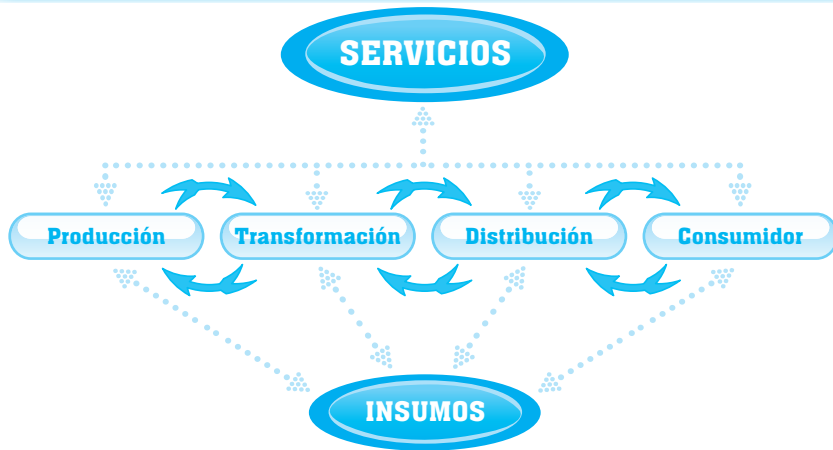 SERVICIOS
Producción
Transformación
Distribución
Consumidor
INSUMOS